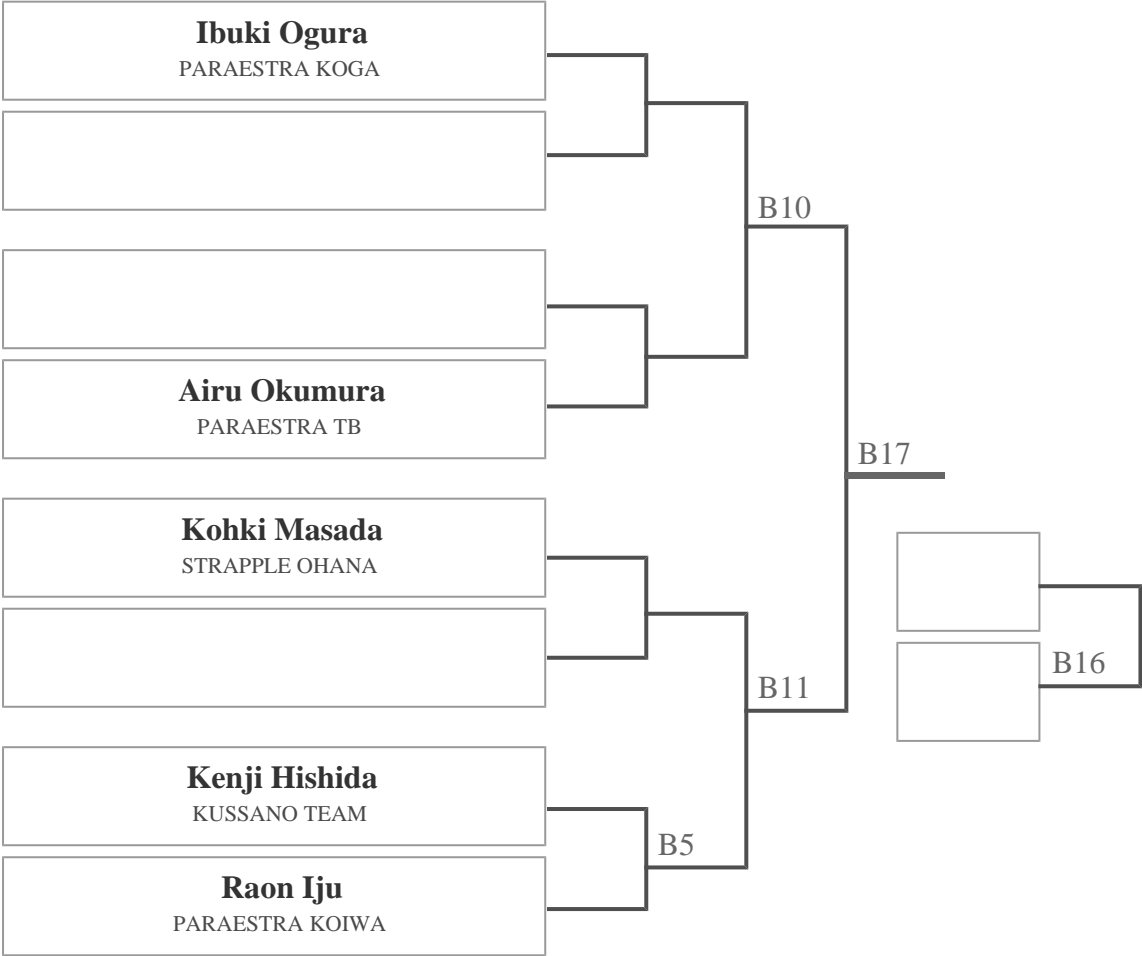 Ibuki Ogura
PARAESTRA KOGA
B10
Airu Okumura
PARAESTRA TB
B17
Kohki Masada
STRAPPLE OHANA
B11
B16
Kenji Hishida
KUSSANO TEAM
B5
Raon Iju
PARAESTRA KOIWA